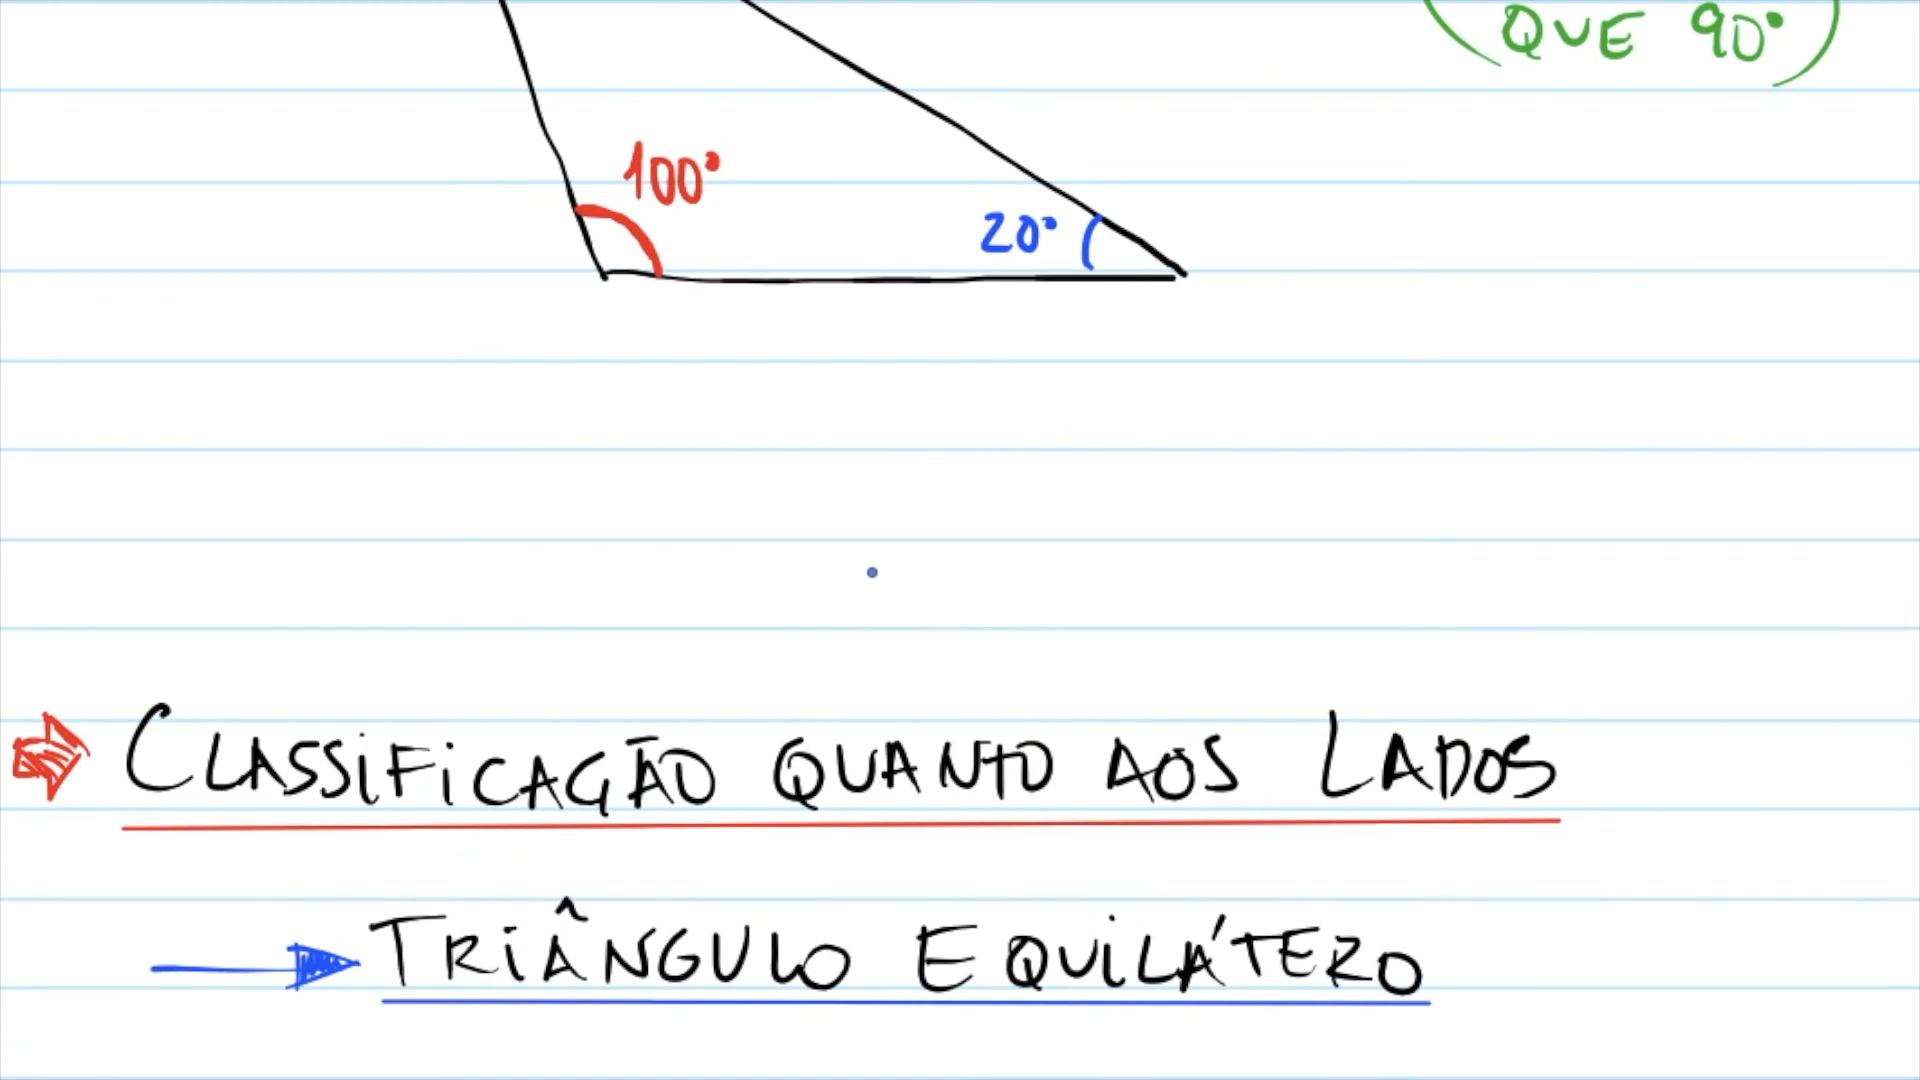 QUE 90°
100°
20°
CLASSIFICAÇÃO QUANTO AOS LADOS
TRIÂNGULO EQUILÁTERO